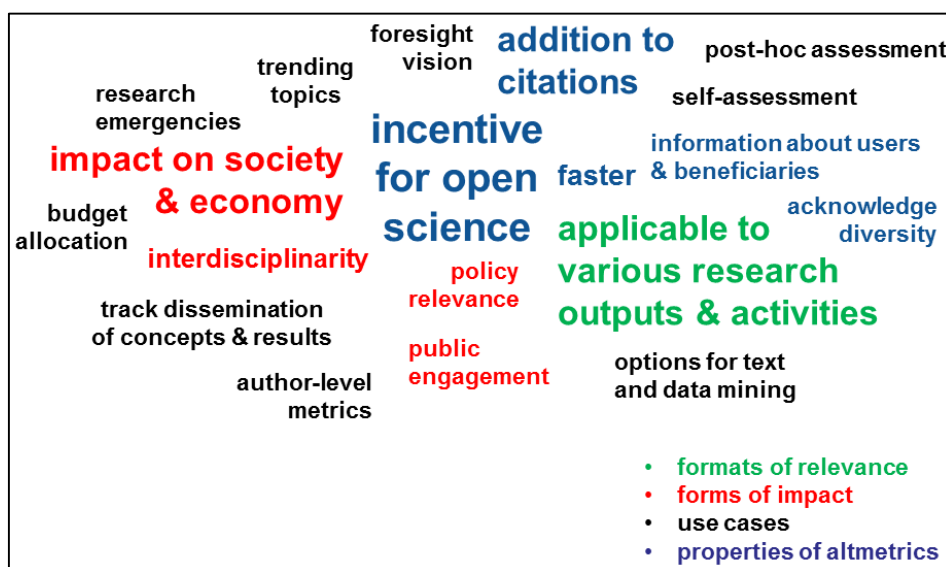 foresight
vision
addition to
citations
post-hoc assessment
trending
topics
self-assessment
research
emergencies
incentive
for open
science
impact on society
& economy
faster
information about users
& beneficiaries
budget
allocation
interdisciplinarity
applicable to
various research
outputs & activities
acknowledge
diversity
policy
relevance
track dissemination
of concepts & results
public
engagement
options for text
and data mining
author-level
metrics
• formats of relevance
• forms of impact
• use cases
• properties of altmetrics